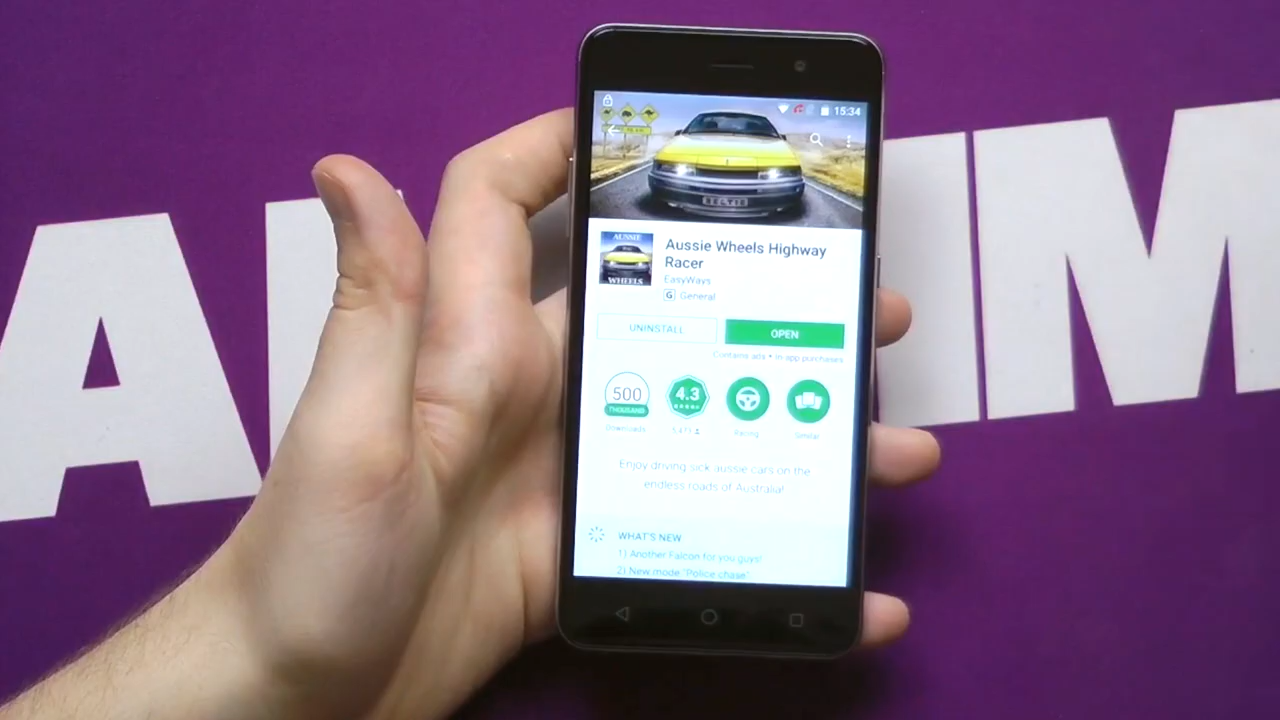 15:34
AUSSIE
WHEELS
Aussie Wheels Highway
Racer
EasyWays
G General
UNINSTALL
OPEN
Contains ads • In-app purchases
500
THOUSAND
Downloads
4.3
Racing
Similar
Enjoy driving sick aussie cars on the
endless roads of Australia!
WHAT'S NEW
1) Another Falcon for you guys!
2) New mode "Police chase"